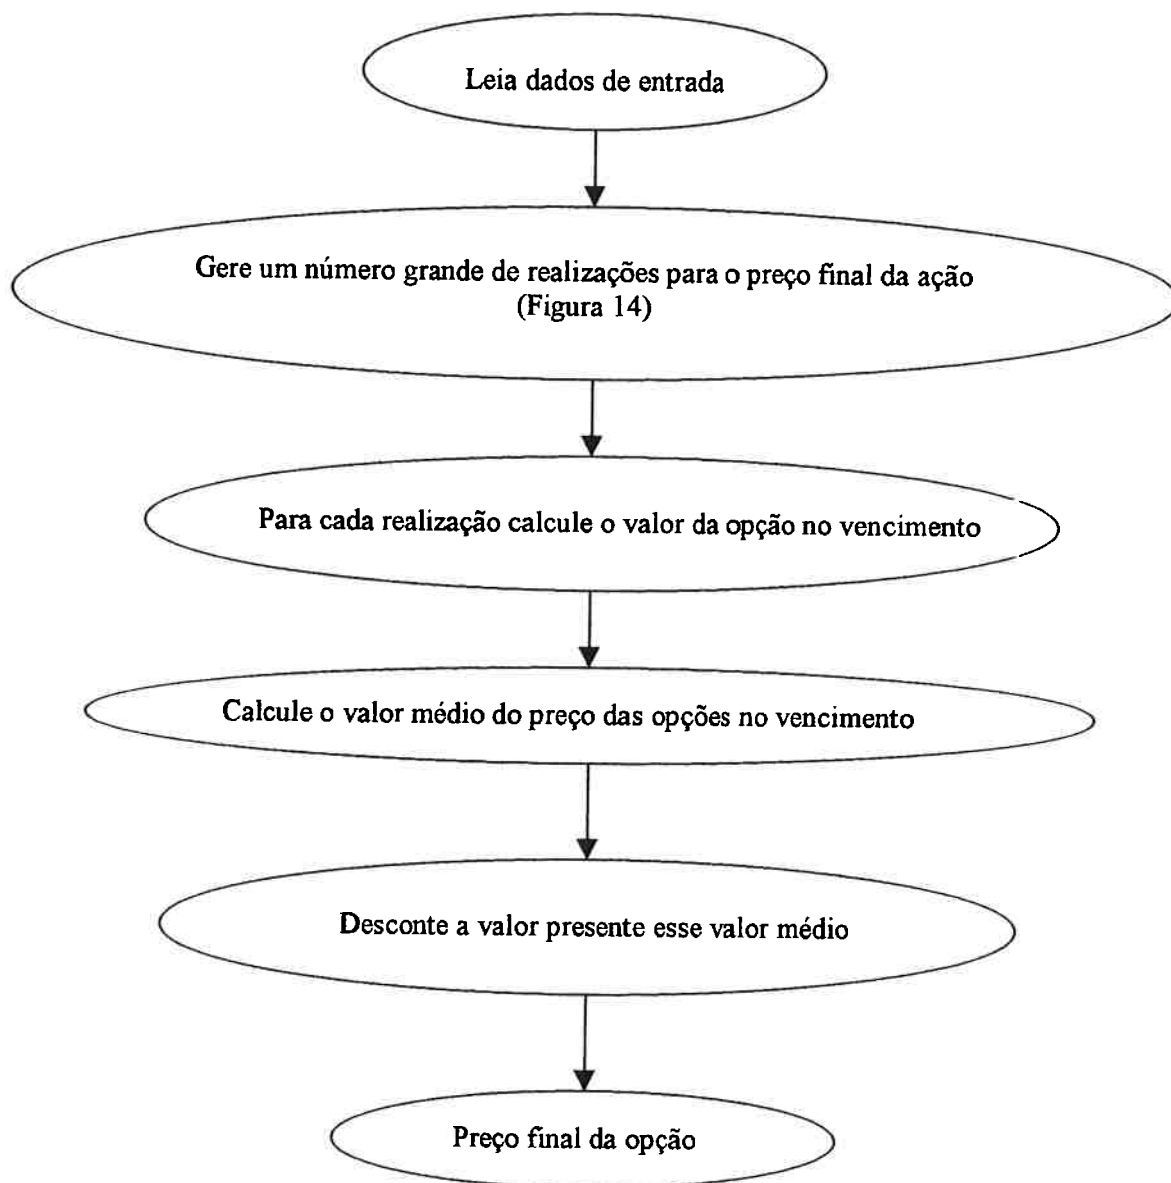 Leia dados de entrada
Gere um número grande de realizações para o preço final da ação
(Figura 14)
Para cada realização calcule o valor da opção no vencimento
Calcule o valor médio do preço das opções no vencimento
Desconte a valor presente esse valor médio
Preço final da opção